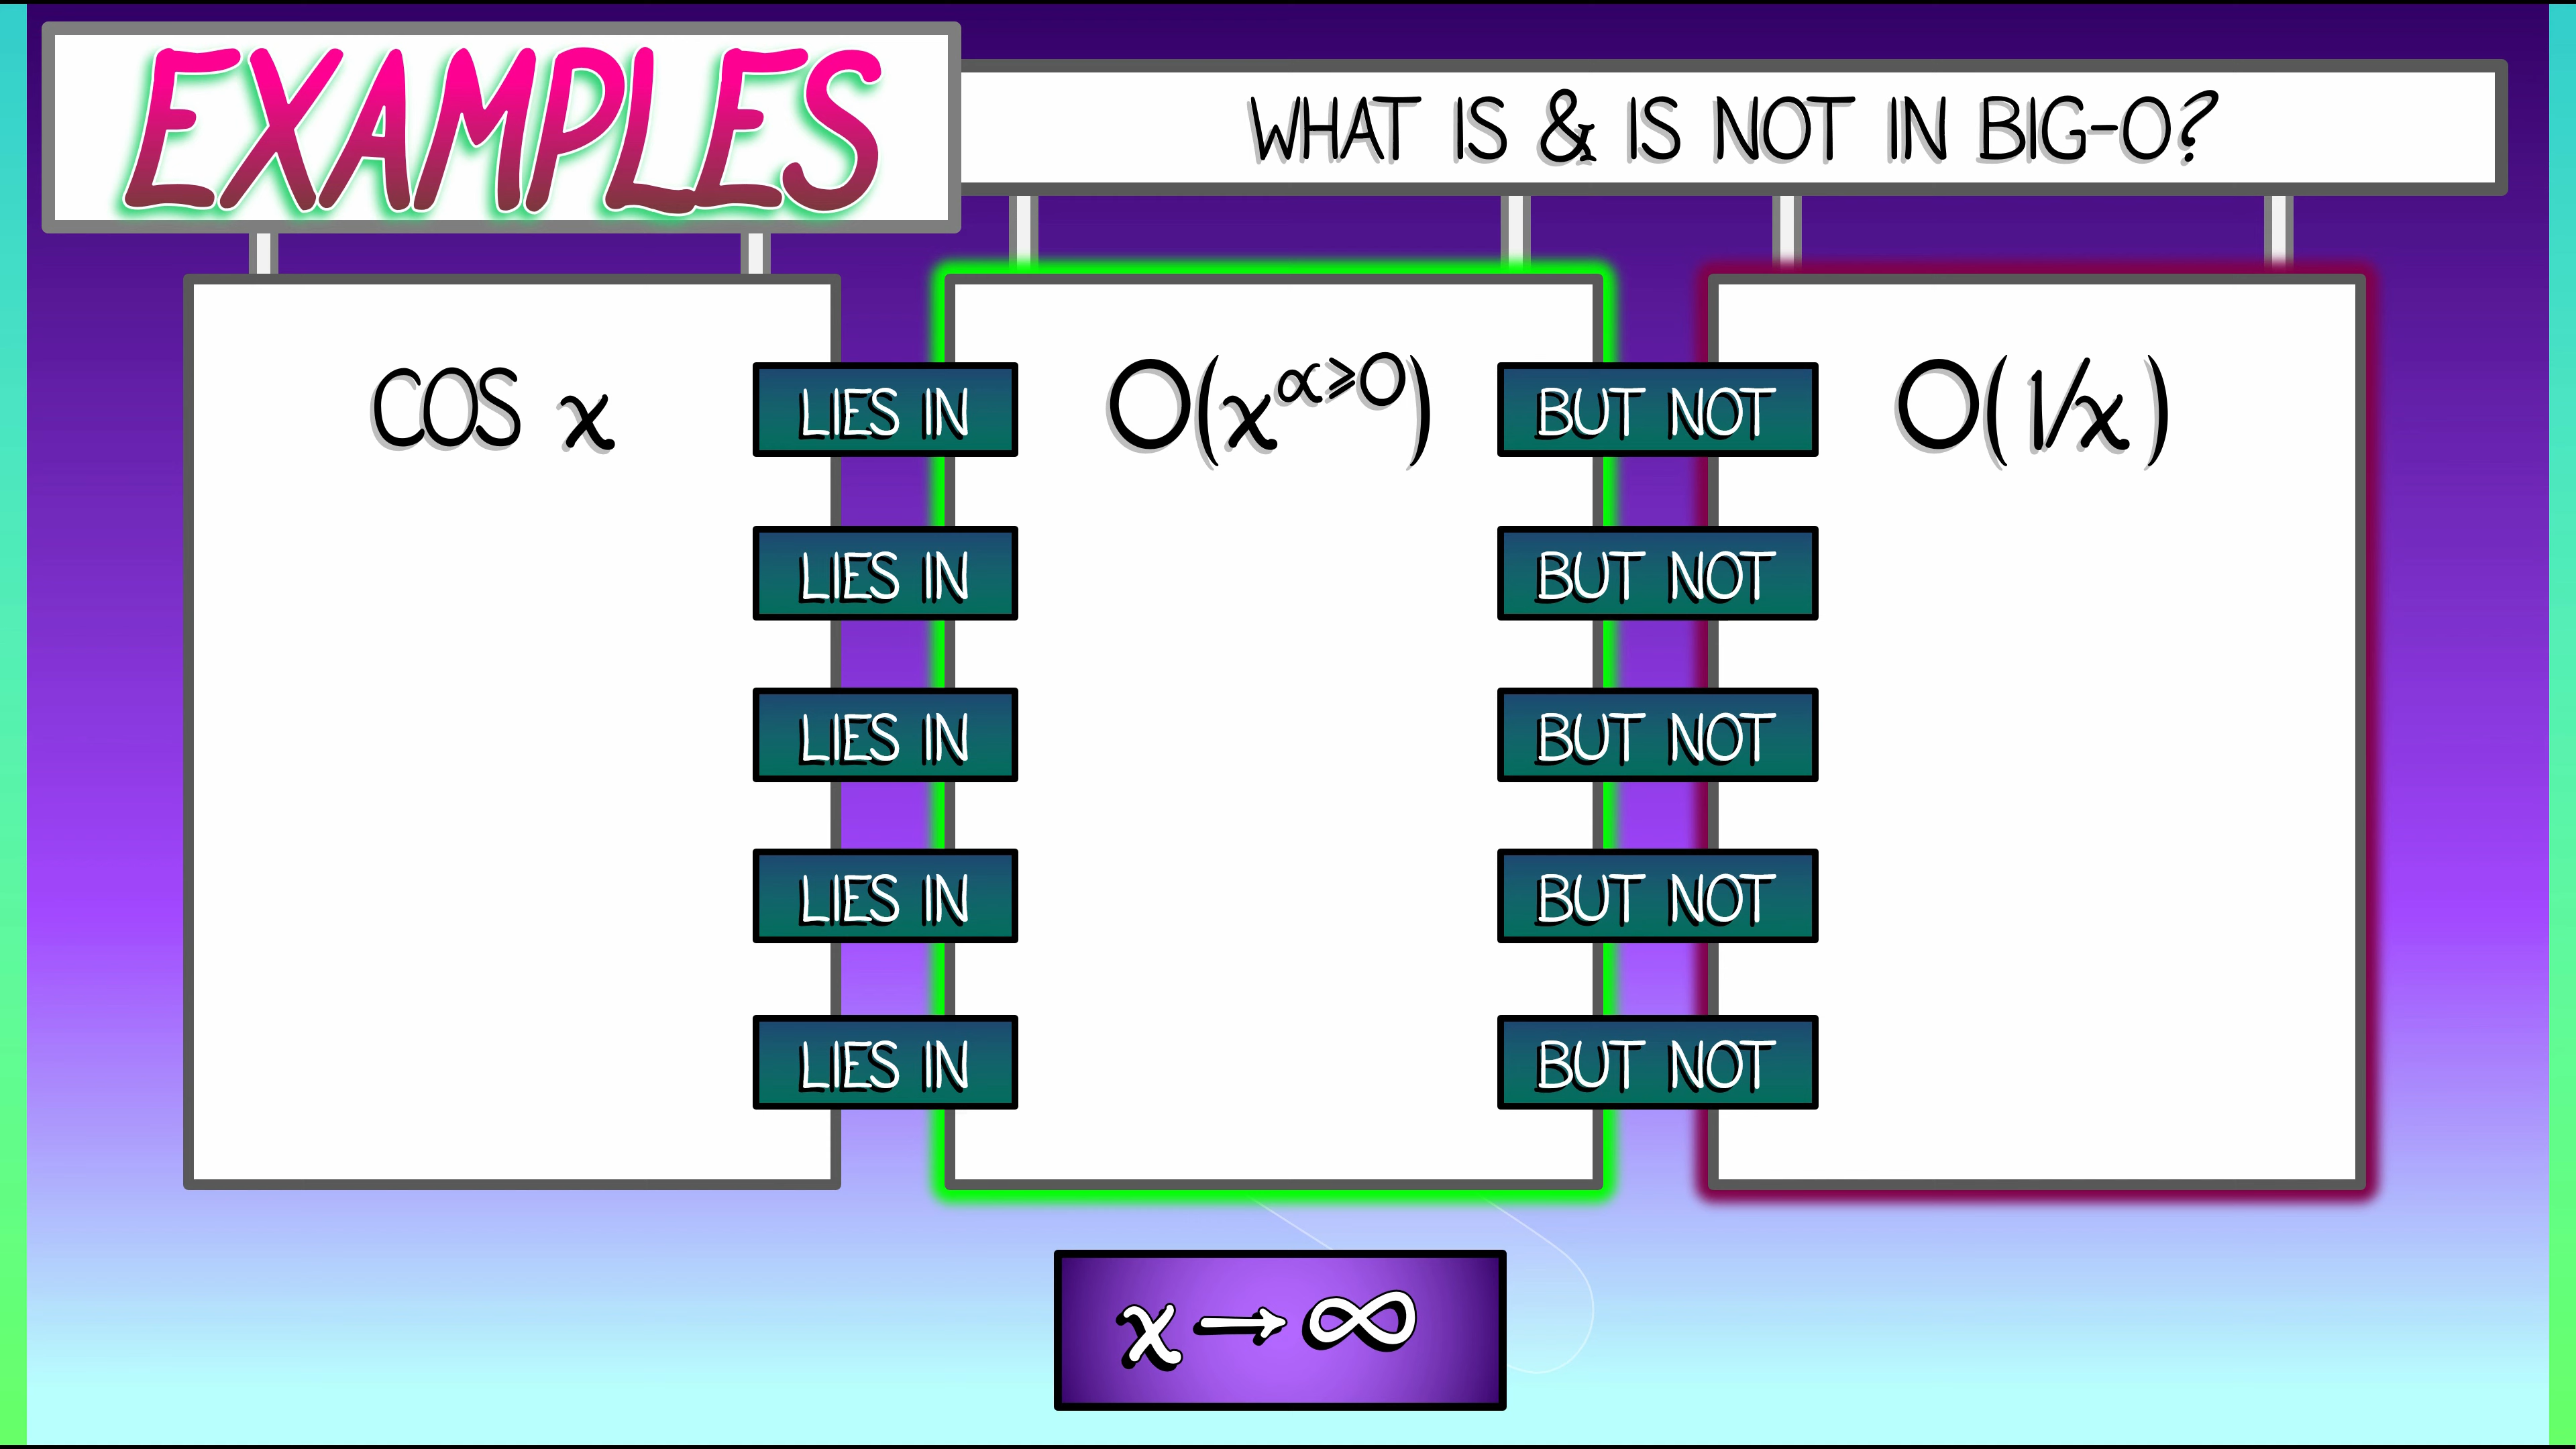 EXAMPLES
WHAT IS & IS NOT IN BIG-O?
COS x LIES IN O(x^α≥0) BUT NOT O(1/x)
LIES IN BUT NOT
LIES IN BUT NOT
LIES IN BUT NOT
LIES IN BUT NOT
x→∞